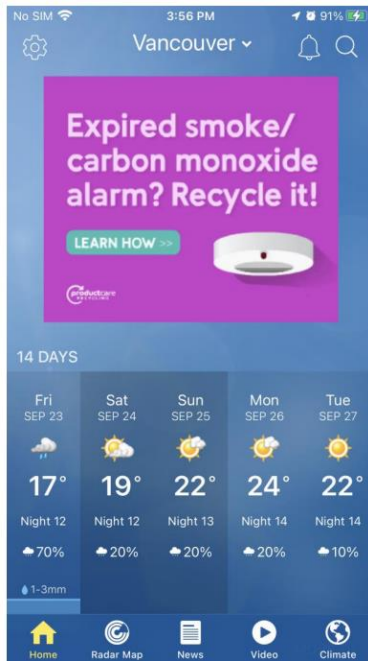 No SIM 3:56 PM 91%
Vancouver
Expired smoke/
carbon monoxide
alarm? Recycle it!
LEARN HOW >>
productcare
RECYCLING
14 DAYS
Fri Sat Sun Mon Tue
SEP 23 SEP 24 SEP 25 SEP 26 SEP 27
17° 19° 22° 24° 22°
Night 12 Night 12 Night 13 Night 14 Night 14
70% 20% 20% 20% 10%
1-3mm
Home Radar Map News Video Climate